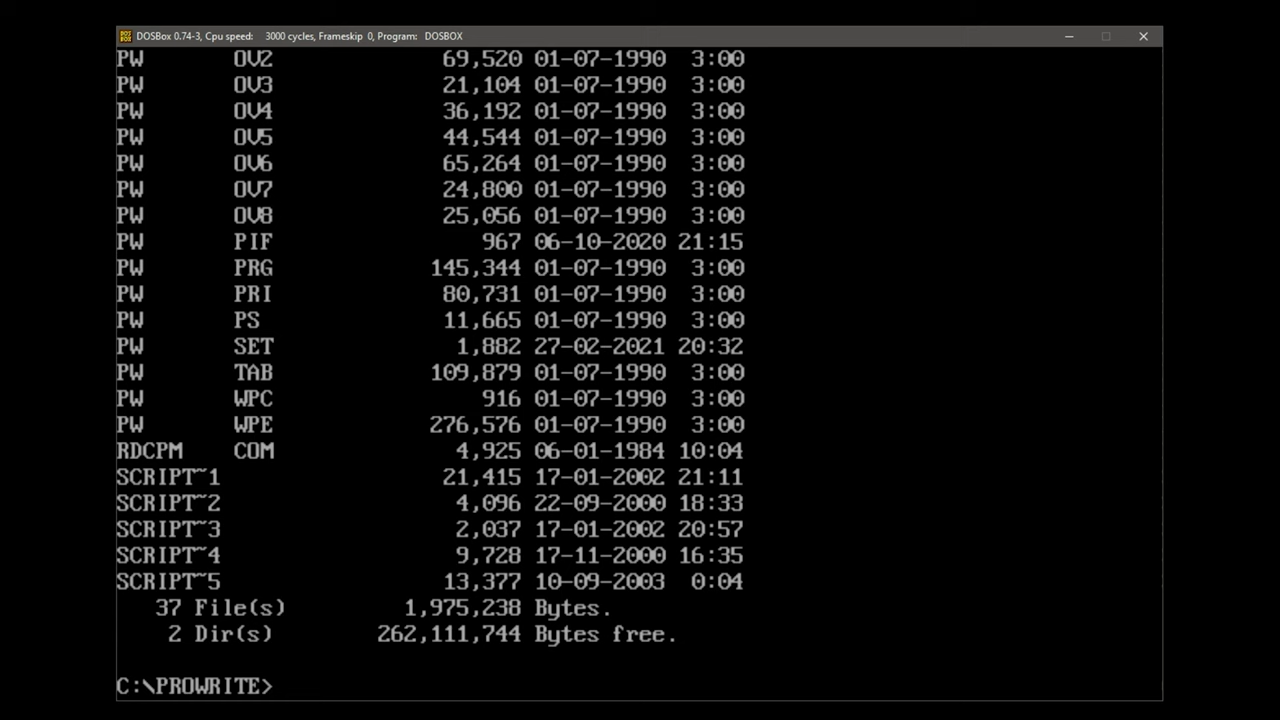 DOSBox 0.74-3, Cpu speed: 3000 cycles, Frameskip 0, Program: DOSBOX
PW OV2 69,520 01-07-1990 3:00
PW OV3 21,104 01-07-1990 3:00
PW OV4 36,192 01-07-1990 3:00
PW OV5 44,544 01-07-1990 3:00
PW OV6 65,264 01-07-1990 3:00
PW OV7 24,800 01-07-1990 3:00
PW OV8 25,056 01-07-1990 3:00
PW PIF 967 06-10-2020 21:15
PW PRG 145,344 01-07-1990 3:00
PW PRI 80,731 01-07-1990 3:00
PW PS 11,665 01-07-1990 3:00
PW SET 1,882 27-02-2021 20:32
PW TAB 109,879 01-07-1990 3:00
PW WPC 916 01-07-1990 3:00
PW WPE 276,576 01-07-1990 3:00
RDCPM COM 4,925 06-01-1984 10:04
SCRIPT~1 21,415 17-01-2002 21:11
SCRIPT~2 4,096 22-09-2000 18:33
SCRIPT~3 2,037 17-01-2002 20:57
SCRIPT~4 9,728 17-11-2000 16:35
SCRIPT~5 13,377 10-09-2003 0:04
37 File(s) 1,975,238 Bytes.
2 Dir(s) 262,111,744 Bytes free.
C:\PROWRITE>